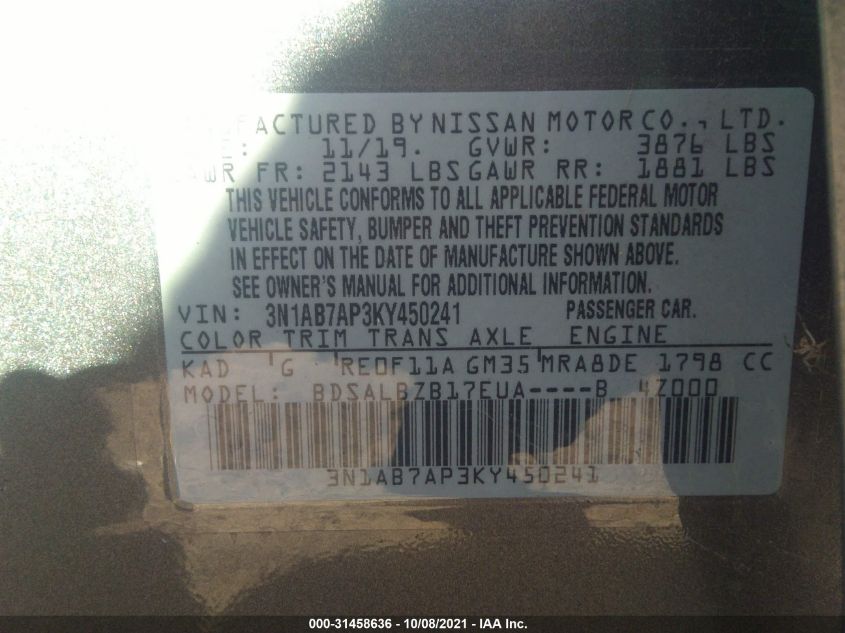 ACTURED BY NISSAN MOTOR CO., LTD.
11/19. GVWR: 3876 LBS
GAWR FR: 2143 LBS GAWR RR: 1881 LBS
THIS VEHICLE CONFORMS TO ALL APPLICABLE FEDERAL MOTOR
VEHICLE SAFETY, BUMPER AND THEFT PREVENTION STANDARDS
IN EFFECT ON THE DATE OF MANUFACTURE SHOWN ABOVE.
SEE OWNER'S MANUAL FOR ADDITIONAL INFORMATION.
VIN: 3N1AB7AP3KY450241 PASSENGER CAR.
COLOR TRIM TRANS AXLE ENGINE
KAD 'G 'RE0F11A GM35'MRA8DE 1798 CC
MODEL: BDSALBZB17EUA----B 4Z000
3N1AB7AP3KY450241
000-31458636 - 10/08/2021 - IAA Inc.